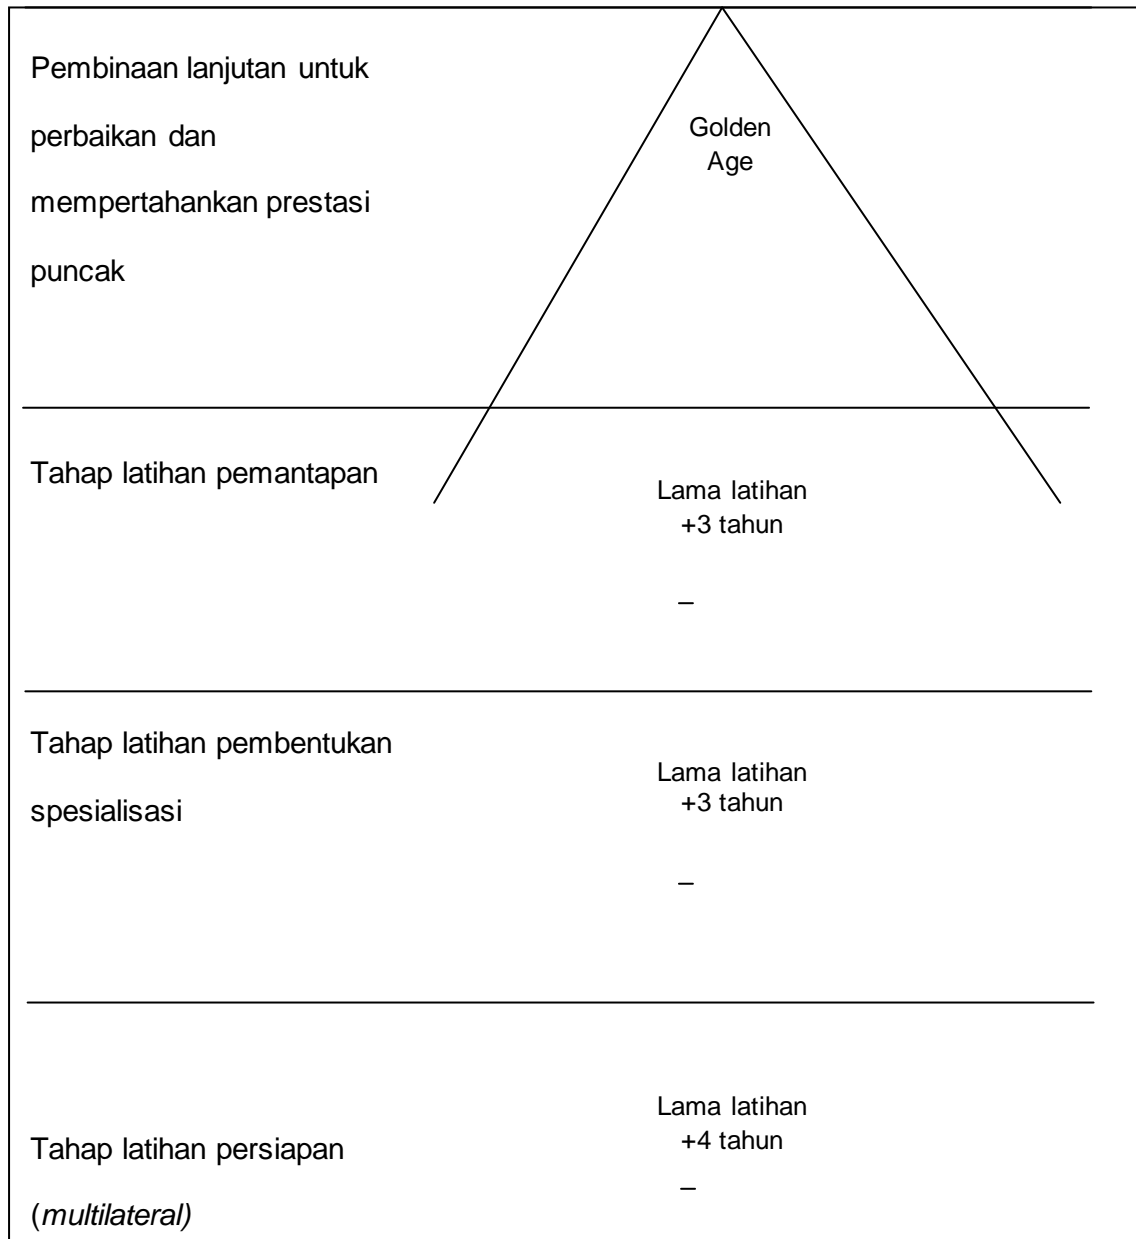 Pembinaan lanjutan untuk
perbaikan dan
mempertahankan prestasi
puncak
Golden
Age
Tahap latihan pemantapan
Lama latihan
+3 tahun
_
Tahap latihan pembentukan
spesialisasi
Lama latihan
+3 tahun
_
Lama latihan
+4 tahun
_
Tahap latihan persiapan
(multilateral)